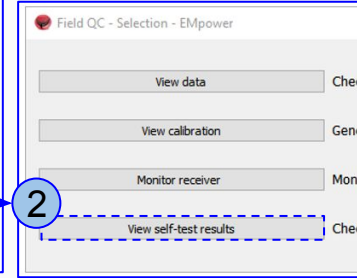 Field QC - Selection - EMpower
View data Chec
View calibration Gene
Monitor receiver Mon
2
View self-test results Chec